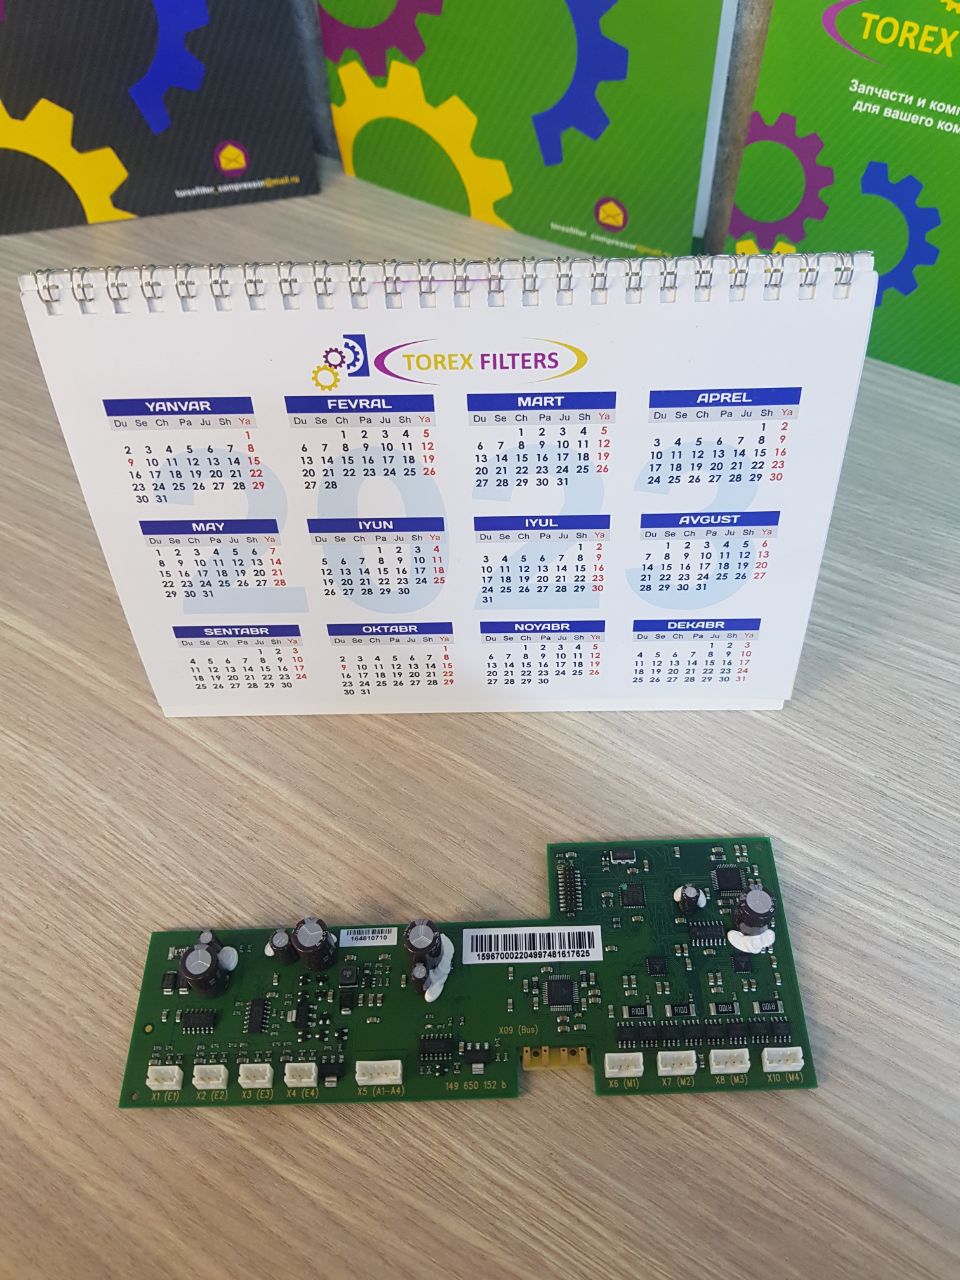 TOREX
Запчасти и
для вашего
torexfilter_compressor@mail.ru
torexfilter_compressor@mail.ru
TOREX FILTERS
2023
YANVAR
Du Se Ch Pa Ju Sh Ya
1
2 3 4 5 6 7 8
9 10 11 12 13 14 15
16 17 18 19 20 21 22
23 24 25 26 27 28 29
30 31
FEVRAL
Du Se Ch Pa Ju Sh Ya
1 2 3 4 5
6 7 8 9 10 11 12
13 14 15 16 17 18 19
20 21 22 23 24 25 26
27 28
MART
Du Se Ch Pa Ju Sh Ya
1 2 3 4 5
6 7 8 9 10 11 12
13 14 15 16 17 18 19
20 21 22 23 24 25 26
27 28 29 30 31
APREL
Du Se Ch Pa Ju Sh Ya
1 2
3 4 5 6 7 8 9
10 11 12 13 14 15 16
17 18 19 20 21 22 23
24 25 26 27 28 29 30
MAY
Du Se Ch Pa Ju Sh Ya
1 2 3 4 5 6 7
8 9 10 11 12 13 14
15 16 17 18 19 20 21
22 23 24 25 26 27 28
29 30 31
IYUN
Du Se Ch Pa Ju Sh Ya
1 2 3 4
5 6 7 8 9 10 11
12 13 14 15 16 17 18
19 20 21 22 23 24 25
26 27 28 29 30
IYUL
Du Se Ch Pa Ju Sh Ya
1 2
3 4 5 6 7 8 9
10 11 12 13 14 15 16
17 18 19 20 21 22 23
24 25 26 27 28 29 30
31
AVGUST
Du Se Ch Pa Ju Sh Ya
1 2 3 4 5 6
7 8 9 10 11 12 13
14 15 16 17 18 19 20
21 22 23 24 25 26 27
28 29 30 31
SENTABR
Du Se Ch Pa Ju Sh Ya
1 2 3
4 5 6 7 8 9 10
11 12 13 14 15 16 17
18 19 20 21 22 23 24
25 26 27 28 29 30
OKTABR
Du Se Ch Pa Ju Sh Ya
1
2 3 4 5 6 7 8
9 10 11 12 13 14 15
16 17 18 19 20 21 22
23 24 25 26 27 28 29
30 31
NOYABR
Du Se Ch Pa Ju Sh Ya
1 2 3 4 5
6 7 8 9 10 11 12
13 14 15 16 17 18 19
20 21 22 23 24 25 26
27 28 29 30
DEKABR
Du Se Ch Pa Ju Sh Ya
1 2 3
4 5 6 7 8 9 10
11 12 13 14 15 16 17
18 19 20 21 22 23 24
25 26 27 28 29 30 31
164810710
159670002204997481617625
X09 (Bus)
R100 R100 R100 R100
X1 (E1) X2 (E2) X3 (E3) X4 (E4) X5 (A1-A4) 149 650 152 b X6 (M1) X7 (M2) X8 (M3) X10 (M4)